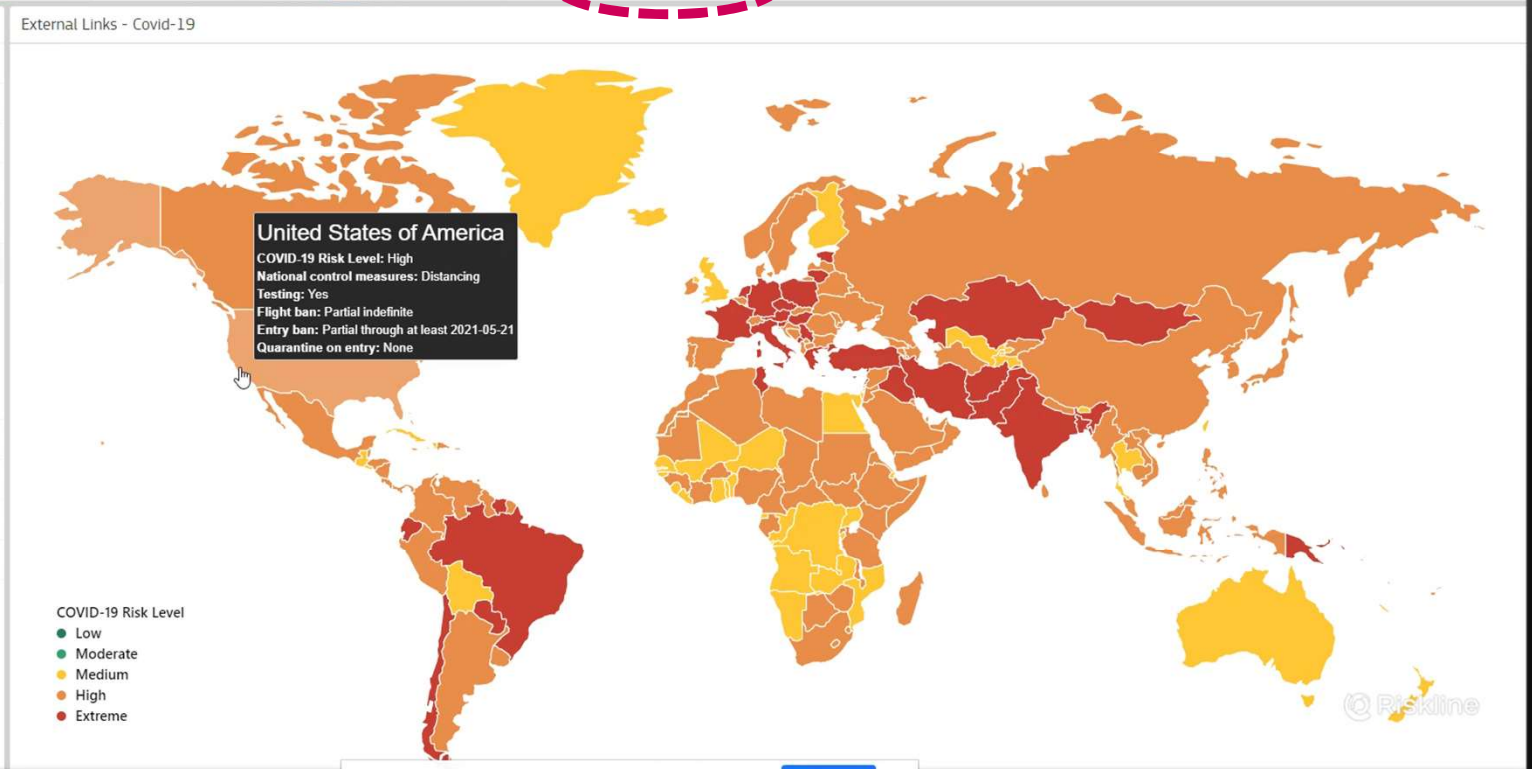 External Links - Covid-19
United States of America
COVID-19 Risk Level: High
National control measures: Distancing
Testing: Yes
Flight ban: Partial indefinite
Entry ban: Partial through at least 2021-05-21
Quarantine on entry: None
COVID-19 Risk Level
Low
Moderate
Medium
High
Extreme
Riskline